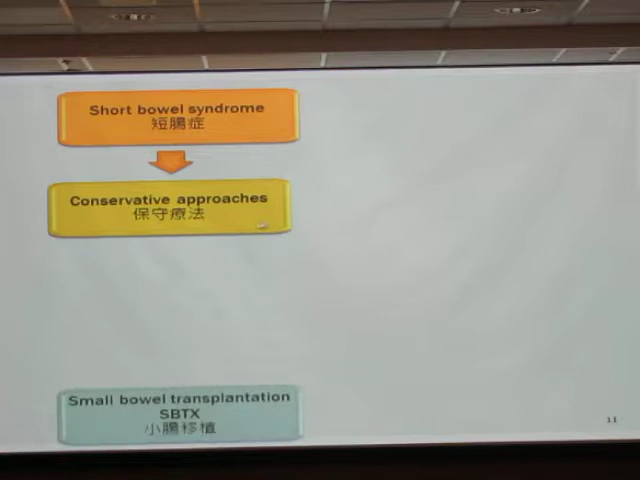 Short bowel syndrome
短腸症
Conservative approaches
保守療法
Small bowel transplantation
SBTX
小腸移植
11